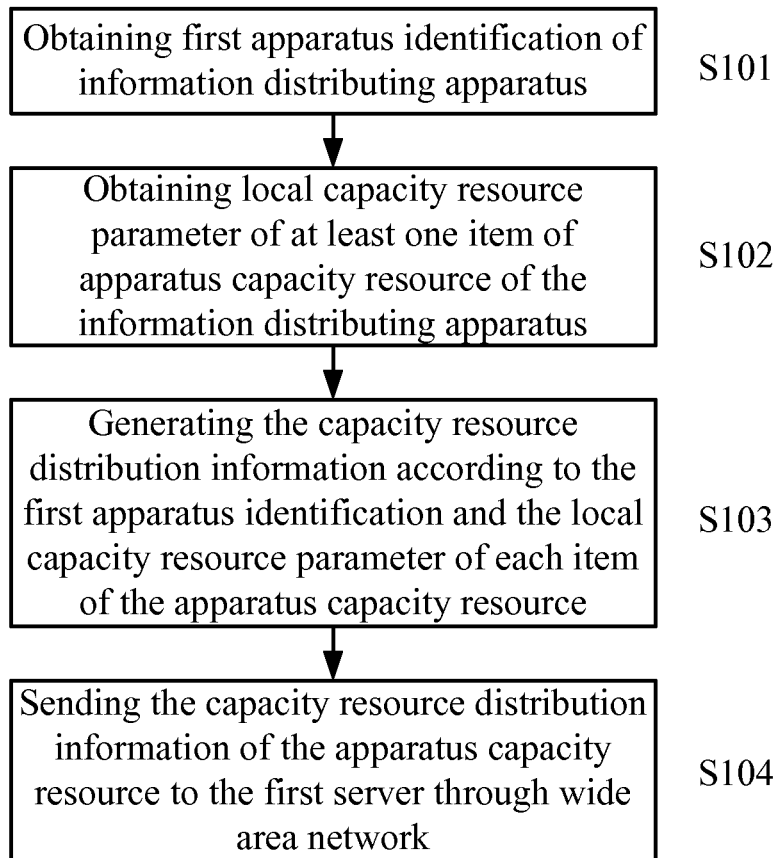 Obtaining first apparatus identification of
information distributing apparatus
S101
Obtaining local capacity resource
parameter of at least one item of
apparatus capacity resource of the
information distributing apparatus
S102
Generating the capacity resource
distribution information according to the
first apparatus identification and the local
capacity resource parameter of each item
of the apparatus capacity resource
S103
Sending the capacity resource distribution
information of the apparatus capacity
resource to the first server through wide
area network
S104